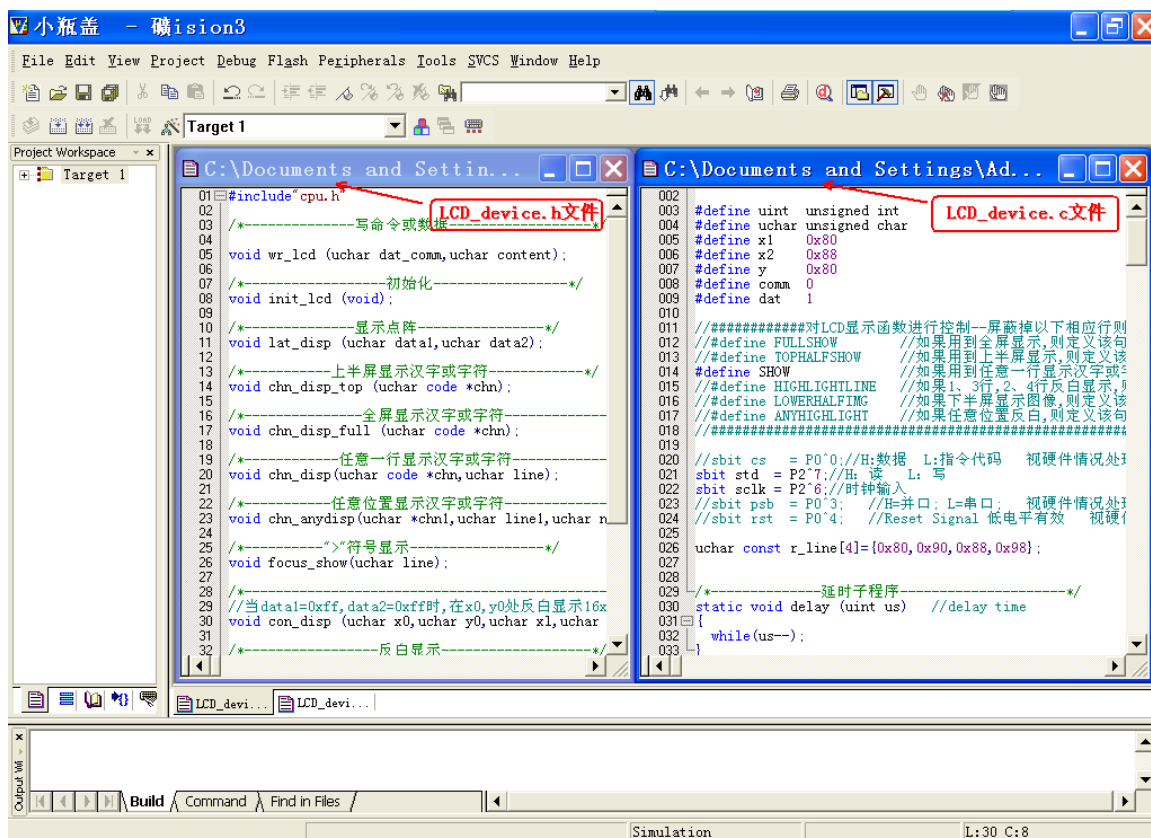 小瓶盖 - 礦ision3
File Edit View Project Debug Flash Peripherals Tools SVCS Window Help
LOAD
Target 1
Project Workspace
Target 1
C:\Documents and Settin...
01 #include"cpu.h"
LCD_device.h文件
02
03 /*---------------写命令或数据-------------------*/
04
05 void wr_lcd (uchar dat_comm,uchar content);
06
07 /*-------------------初始化------------------*/
08 void init_lcd (void);
09
10 /*--------------显示点阵-----------------*/
11 void lat_disp (uchar data1,uchar data2);
12
13 /*-----------上半屏显示汉字或字符-------------*/
14 void chn_disp_top (uchar code *chn);
15
16 /*---------------全屏显示汉字或字符--------------
17 void chn_disp_full (uchar code *chn);
18
19 /*------------任意一行显示汉字或字符------------
20 void chn_disp(uchar code *chn,uchar line);
21
22 /*-----------任意位置显示汉字或字符--------------
23 void chn_anydisp(uchar *chn1,uchar line1,uchar n
24
25 /*----------">"符号显示------------------*/
26 void focus_show(uchar line);
27
28 /*------------------------------------------------
29 //当data1=0xff,data2=0xff时,在x0,y0处反白显示16x
30 void con_disp (uchar x0,uchar y0,uchar xl,uchar
31
32 /*------------------反白显示--------------------*/
C:\Documents and Settings\Ad...
LCD_device.c文件
002
003 #define uint unsigned int
004 #define uchar unsigned char
005 #define x1 0x80
006 #define x2 0x88
007 #define y 0x80
008 #define comm 0
009 #define dat 1
010
011 //############对LCD显示函数进行控制--屏蔽掉以下相应行则
012 //#define FULLSHOW //如果用到全屏显示,则定义该句
013 //#define TOPHALFSHOW //如果用到上半屏显示,则定义该
014 #define SHOW //如果用到任意一行显示汉字或字
015 //#define HIGHLIGHTLINE //如果1、3行,2、4行反白显示,则
016 //#define LOWERHALFIMG //如果下半屏显示图像,则定义该
017 //#define ANYHIGHLIGHT //如果任意位置反白,则定义该句
018 //########################################################
019
020 //sbit cs = P0^0;//H:数据 L:指令代码 视硬件情况处理
021 sbit std = P2^7;//H: 读 L: 写
022 sbit sclk = P2^6;//时钟输入
023 //sbit psb = P0^3; //H=并口; L=串口; 视硬件情况处理
024 //sbit rst = P0^4; //Reset Signal 低电平有效 视硬件
025
026 uchar const r_line[4]={0x80,0x90,0x88,0x98};
027
028
029 /*---------------延时子程序----------------------*/
030 static void delay (uint us) //delay time
031 {
032 while(us--);
033 }
LCD_devi... LCD_devi...
Output Wi
Build Command Find in Files
Simulation L:30 C:8